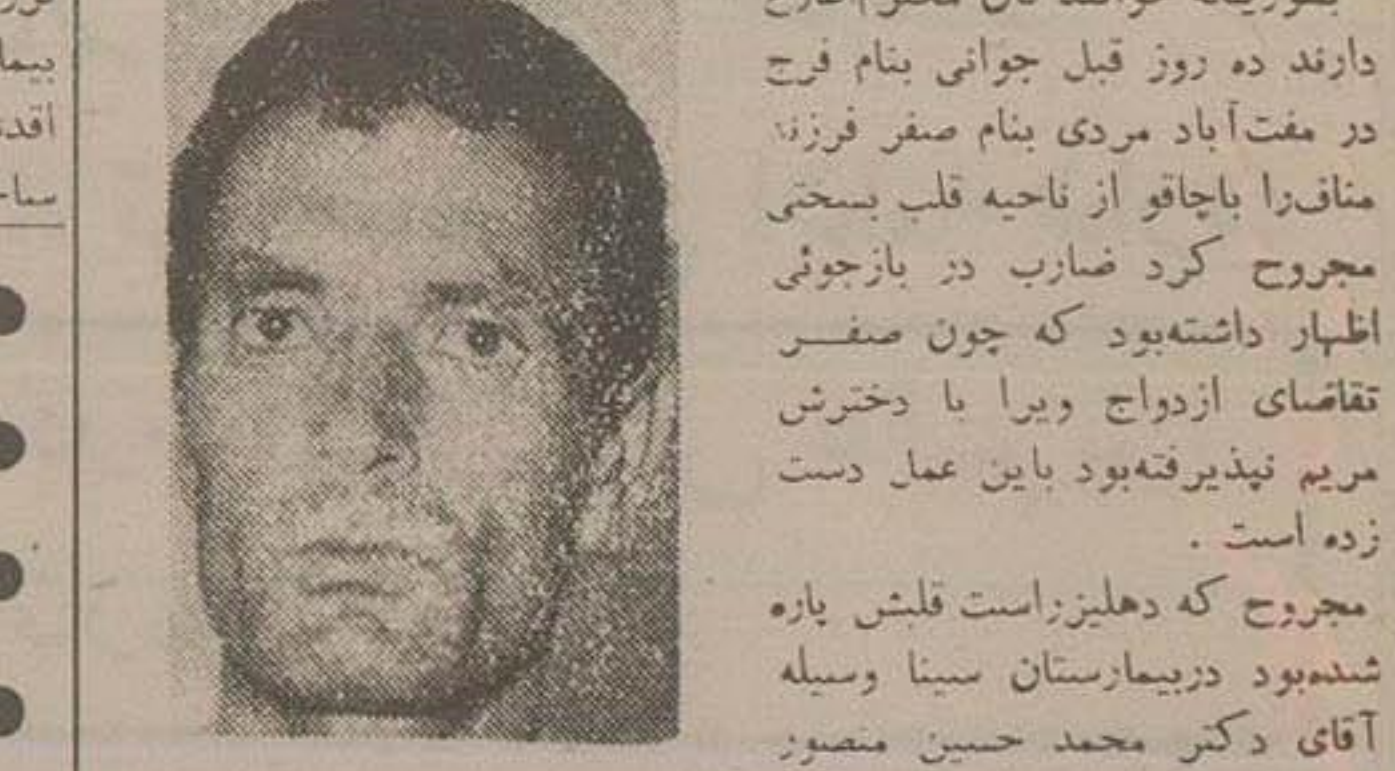 دارند ده روز قبل جوانی بنام فرج
در مفت‌آباد مردی بنام صفر فرزند
مناف‌را باچاقو از ناحیه قلب بسختی
مجروح کرد ضارب در بازجوئی
اظهار داشته‌بود که چون صفر
تقاضای ازدواج ویرا با دخترش
مریم نپذیرفته‌بود باین عمل دست
زده است .
مجروح که دهلیز راست قلبش پاره
شده‌بود دربیمارستان سینا وسیله
آقای دکتر محمد حسین منصور